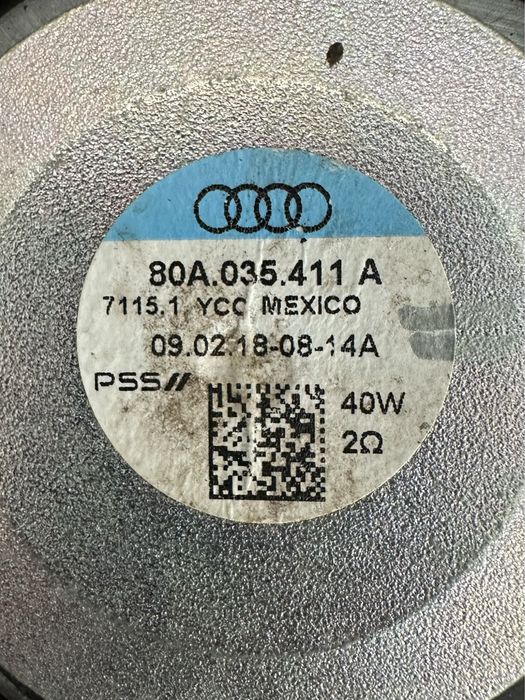 80A.035.411 A
7115.1 YCC MEXICO
09.02.18-08-14A
PSS//
40W
2Ω